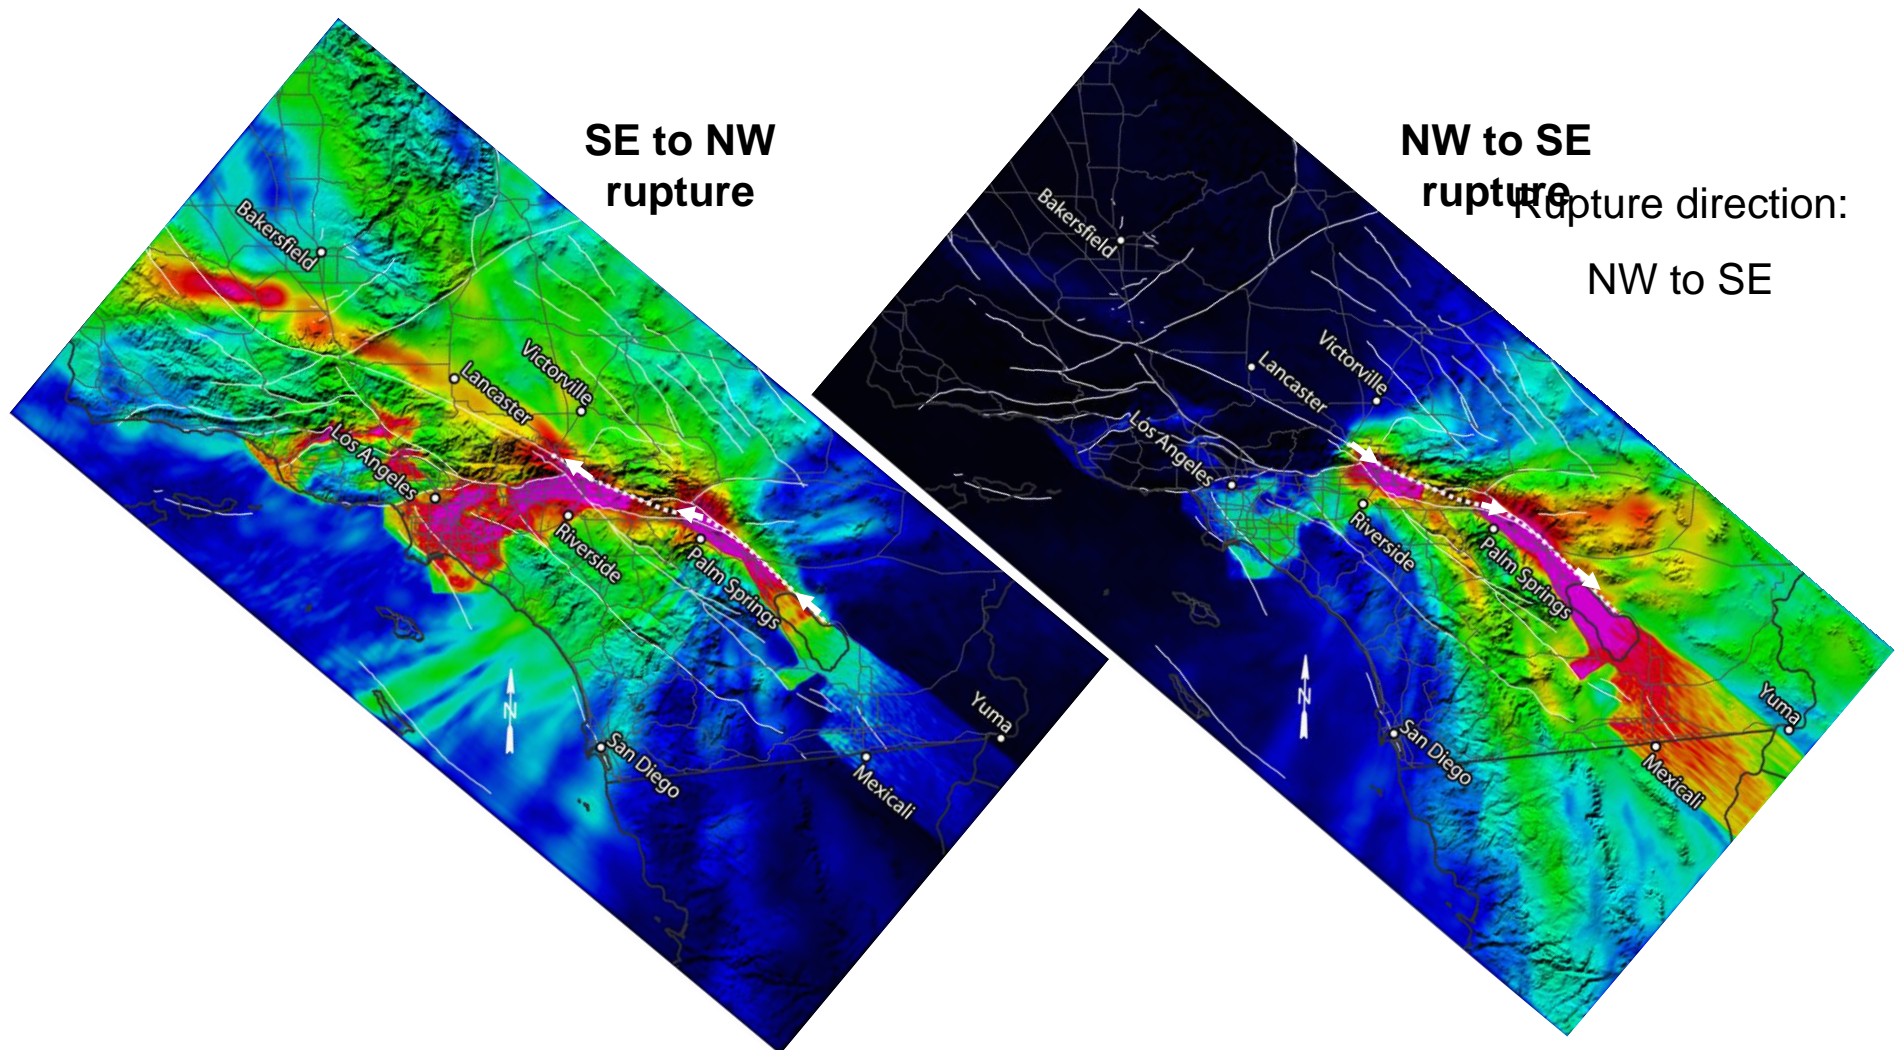 SE to NW
rupture
Bakersfield
Victorville
Lancaster
Los Angeles
Riverside
Palm Springs
N
San Diego
Yuma
Mexicali
NW to SE
rupture
Rupture direction:
NW to SE
Bakersfield
Victorville
Lancaster
Los Angeles
Riverside
Palm Springs
N
San Diego
Yuma
Mexicali